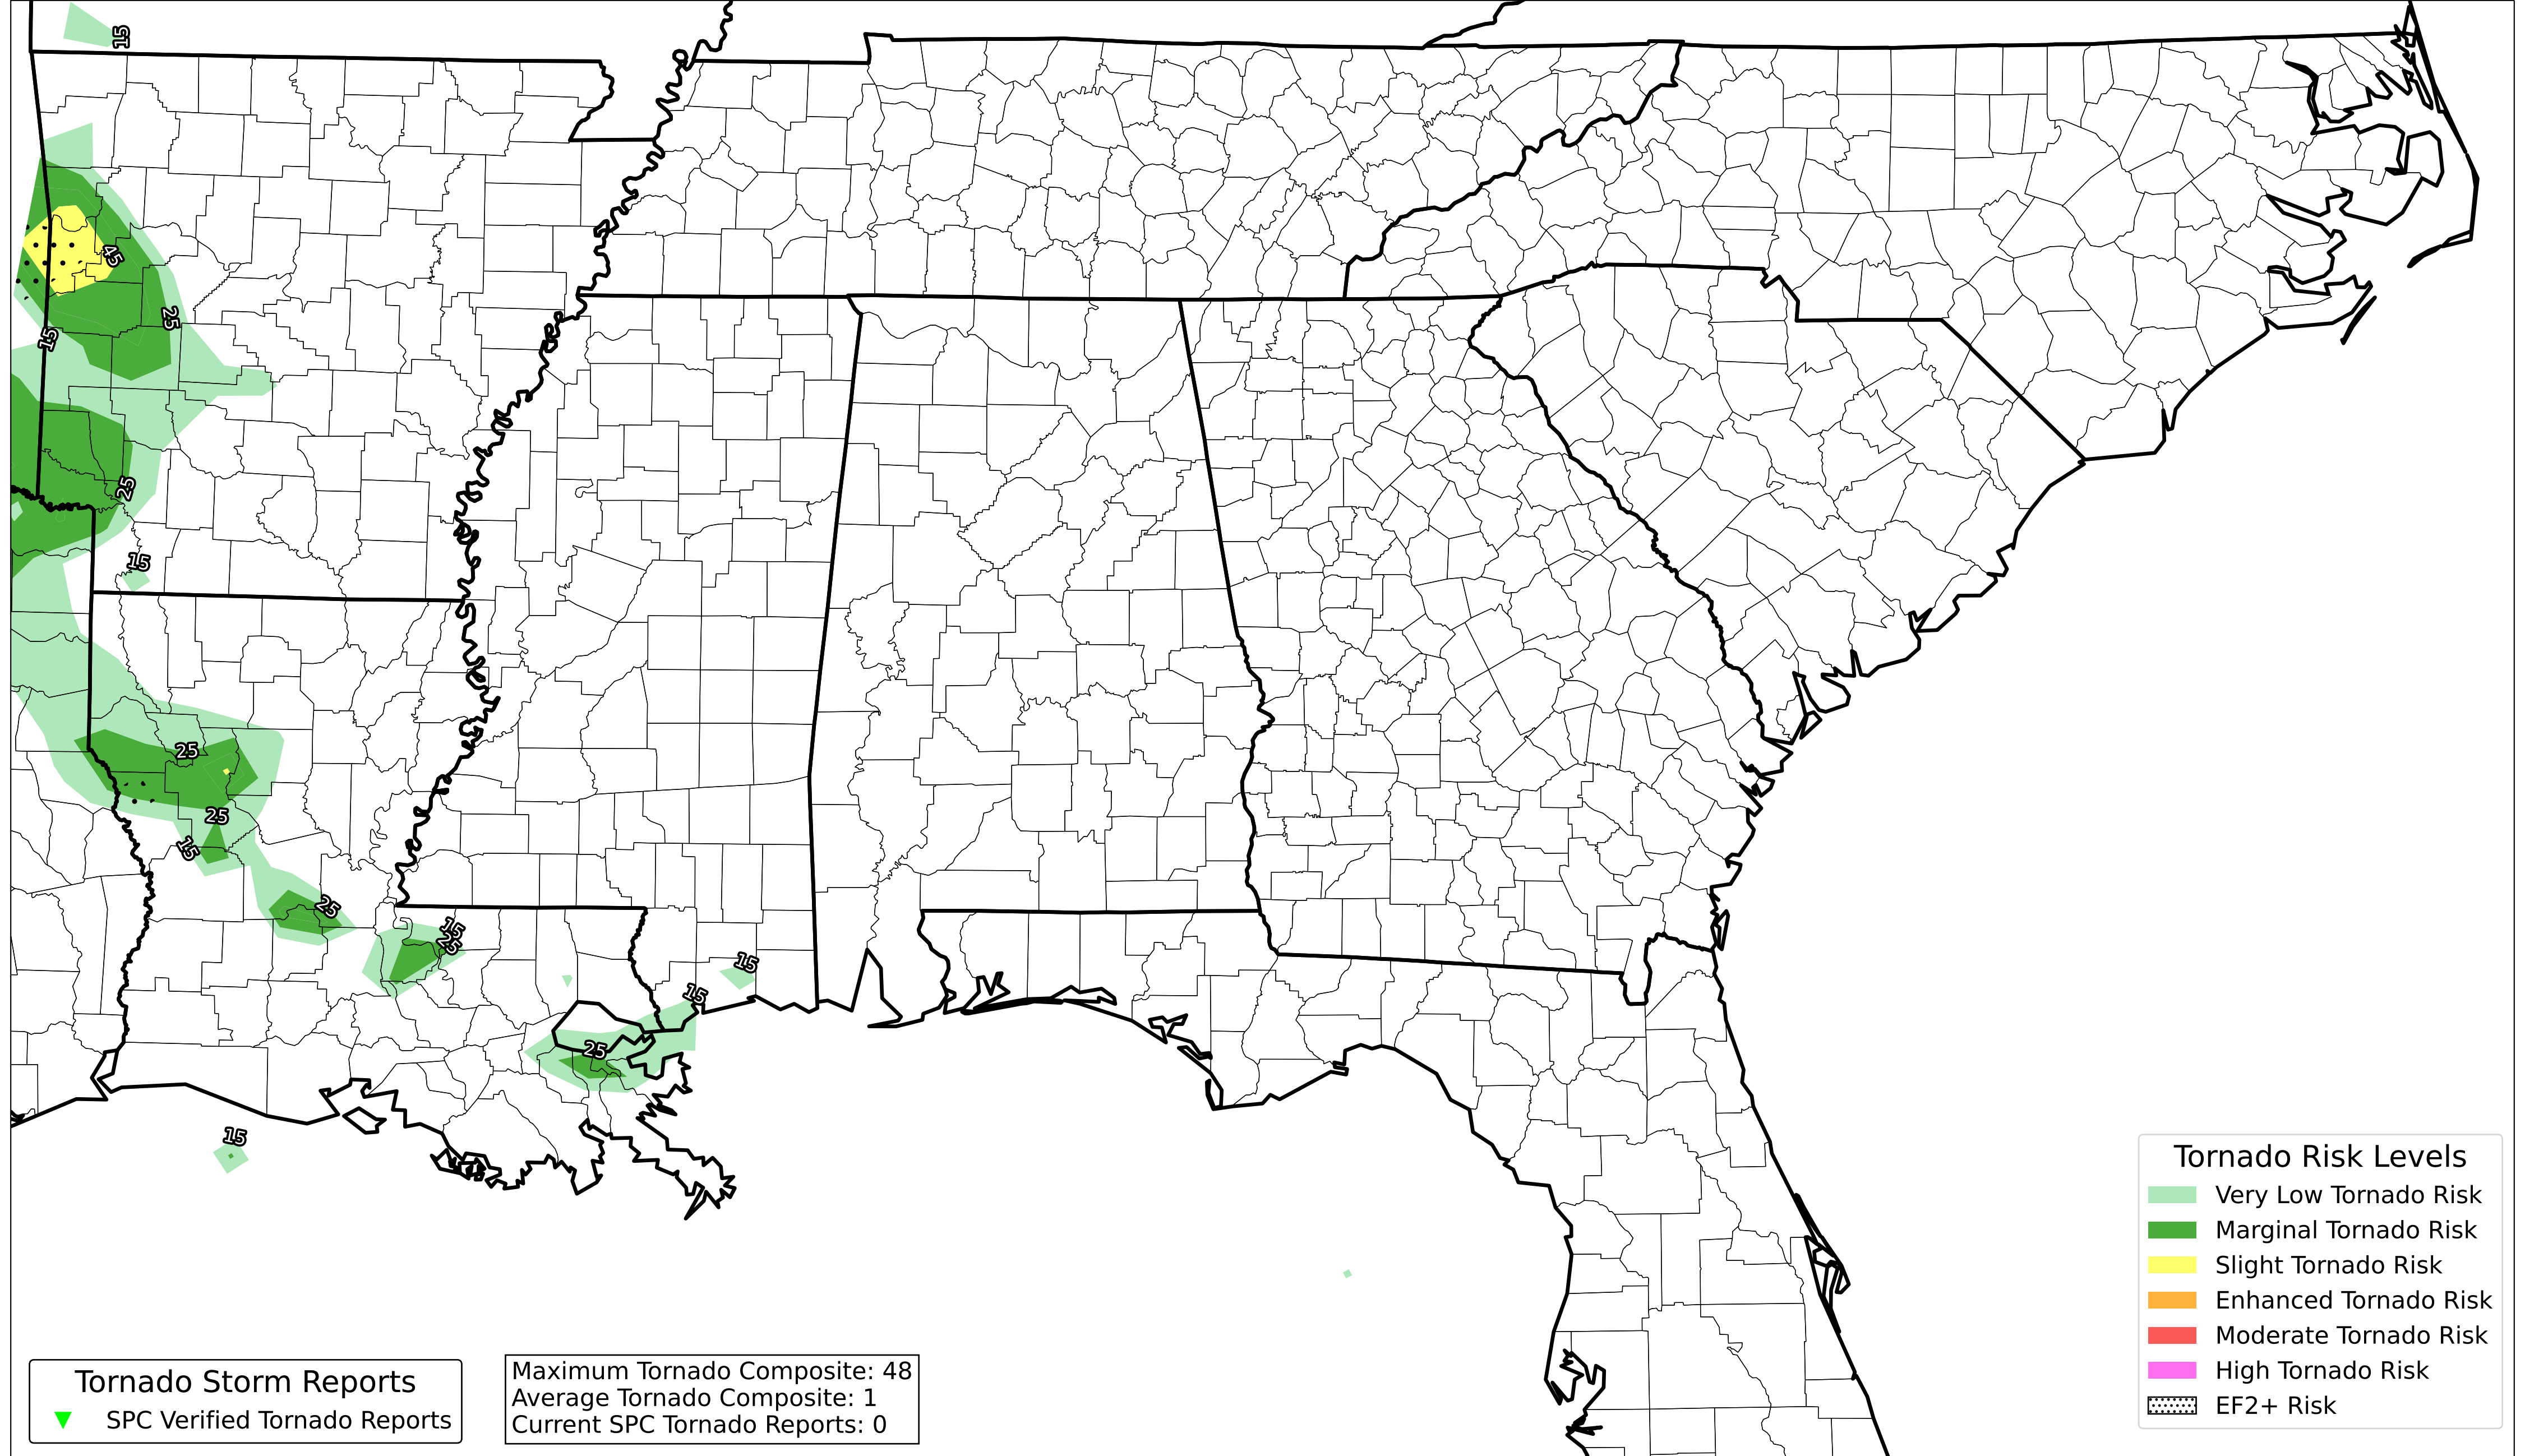 15
45
25
15
25
15
25
25
15
25
15
25
15
15
25
15
Tornado Risk Levels
Very Low Tornado Risk
Marginal Tornado Risk
Slight Tornado Risk
Enhanced Tornado Risk
Moderate Tornado Risk
High Tornado Risk
EF2+ Risk
Tornado Storm Reports
SPC Verified Tornado Reports
Maximum Tornado Composite: 48
Average Tornado Composite: 1
Current SPC Tornado Reports: 0